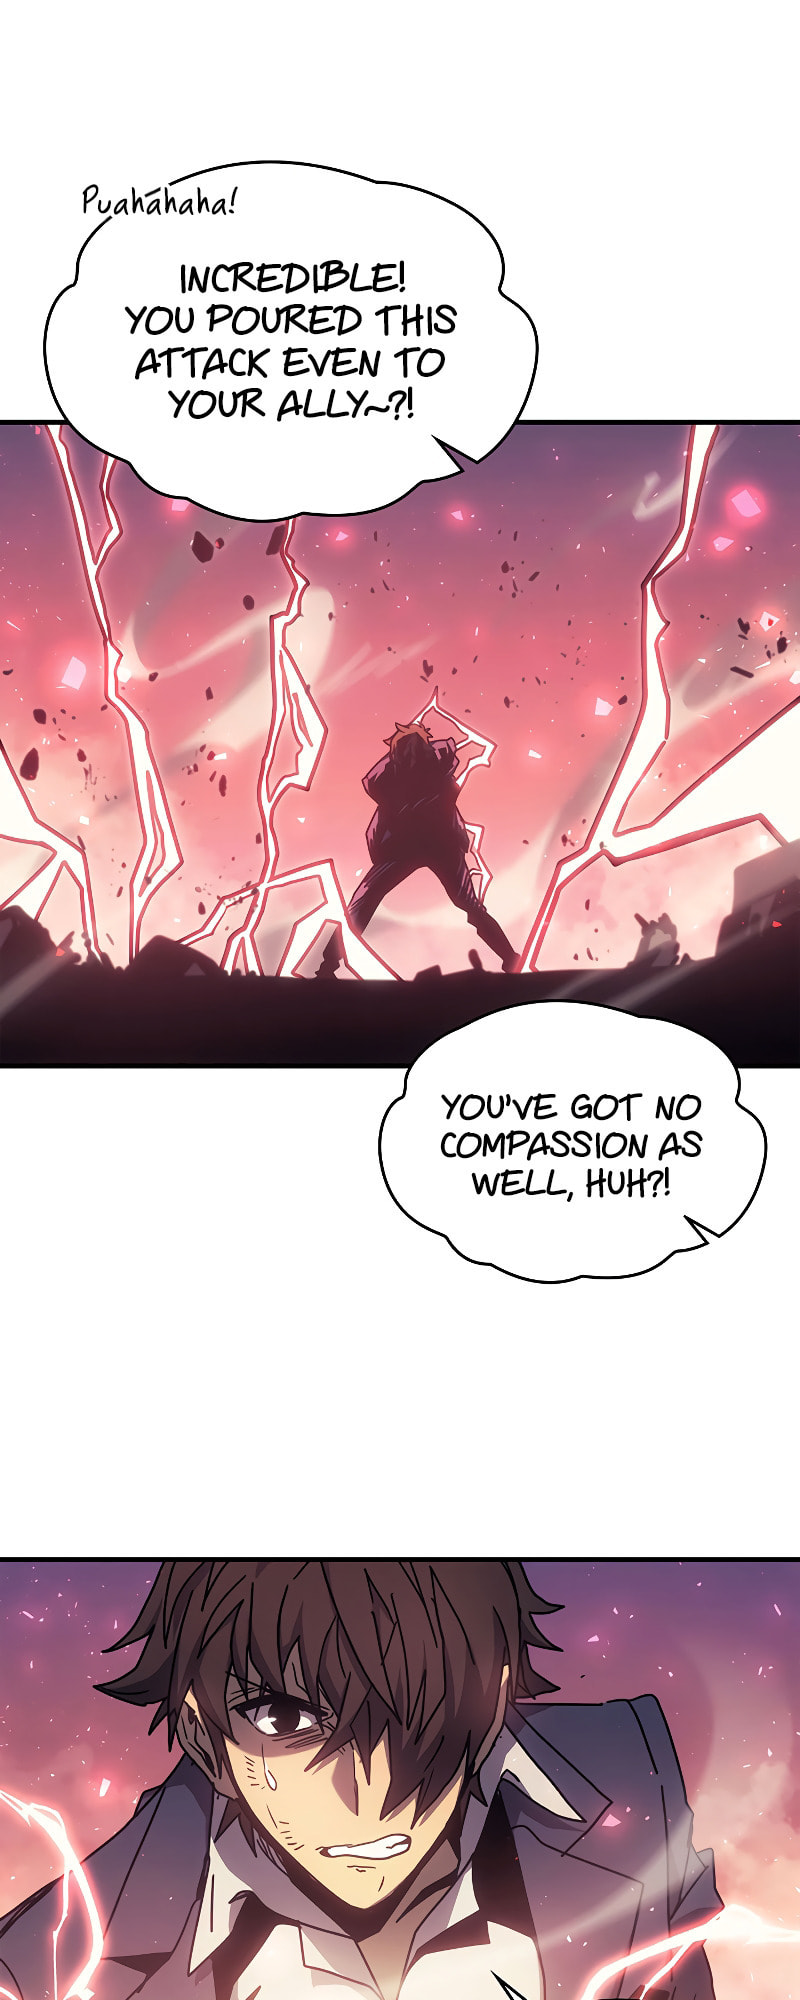 Puahahaha!
INCREDIBLE!
YOU POURED THIS
ATTACK EVEN TO
YOUR ALLY~?!
YOU'VE GOT NO
COMPASSION AS
WELL, HUH?!